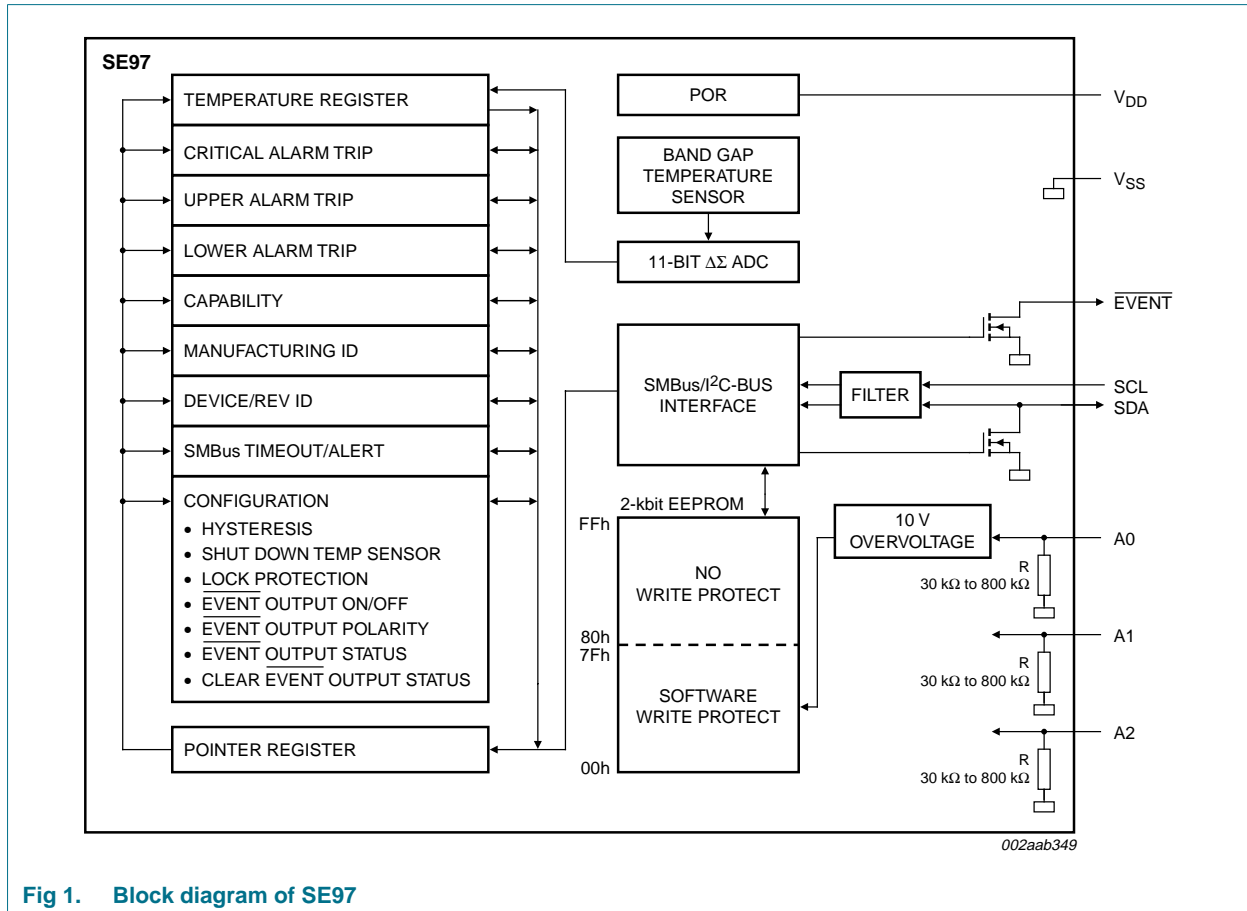 SE97
TEMPERATURE REGISTER
CRITICAL ALARM TRIP
UPPER ALARM TRIP
LOWER ALARM TRIP
CAPABILITY
MANUFACTURING ID
DEVICE/REV ID
SMBus TIMEOUT/ALERT
CONFIGURATION
• HYSTERESIS
• SHUT DOWN TEMP SENSOR
• LOCK PROTECTION
• EVENT OUTPUT ON/OFF
• EVENT OUTPUT POLARITY
• EVENT OUTPUT STATUS
• CLEAR EVENT OUTPUT STATUS
POINTER REGISTER
POR
BAND GAP
TEMPERATURE
SENSOR
11-BIT ΔΣ ADC
SMBus/I²C-BUS
INTERFACE
FILTER
2-kbit EEPROM
FFh
NO
WRITE PROTECT
80h
7Fh
SOFTWARE
WRITE PROTECT
00h
10 V
OVERVOLTAGE
R
30 kΩ to 800 kΩ
R
30 kΩ to 800 kΩ
R
30 kΩ to 800 kΩ
VDD
VSS
EVENT
SCL
SDA
A0
A1
A2
002aab349
Fig 1. Block diagram of SE97